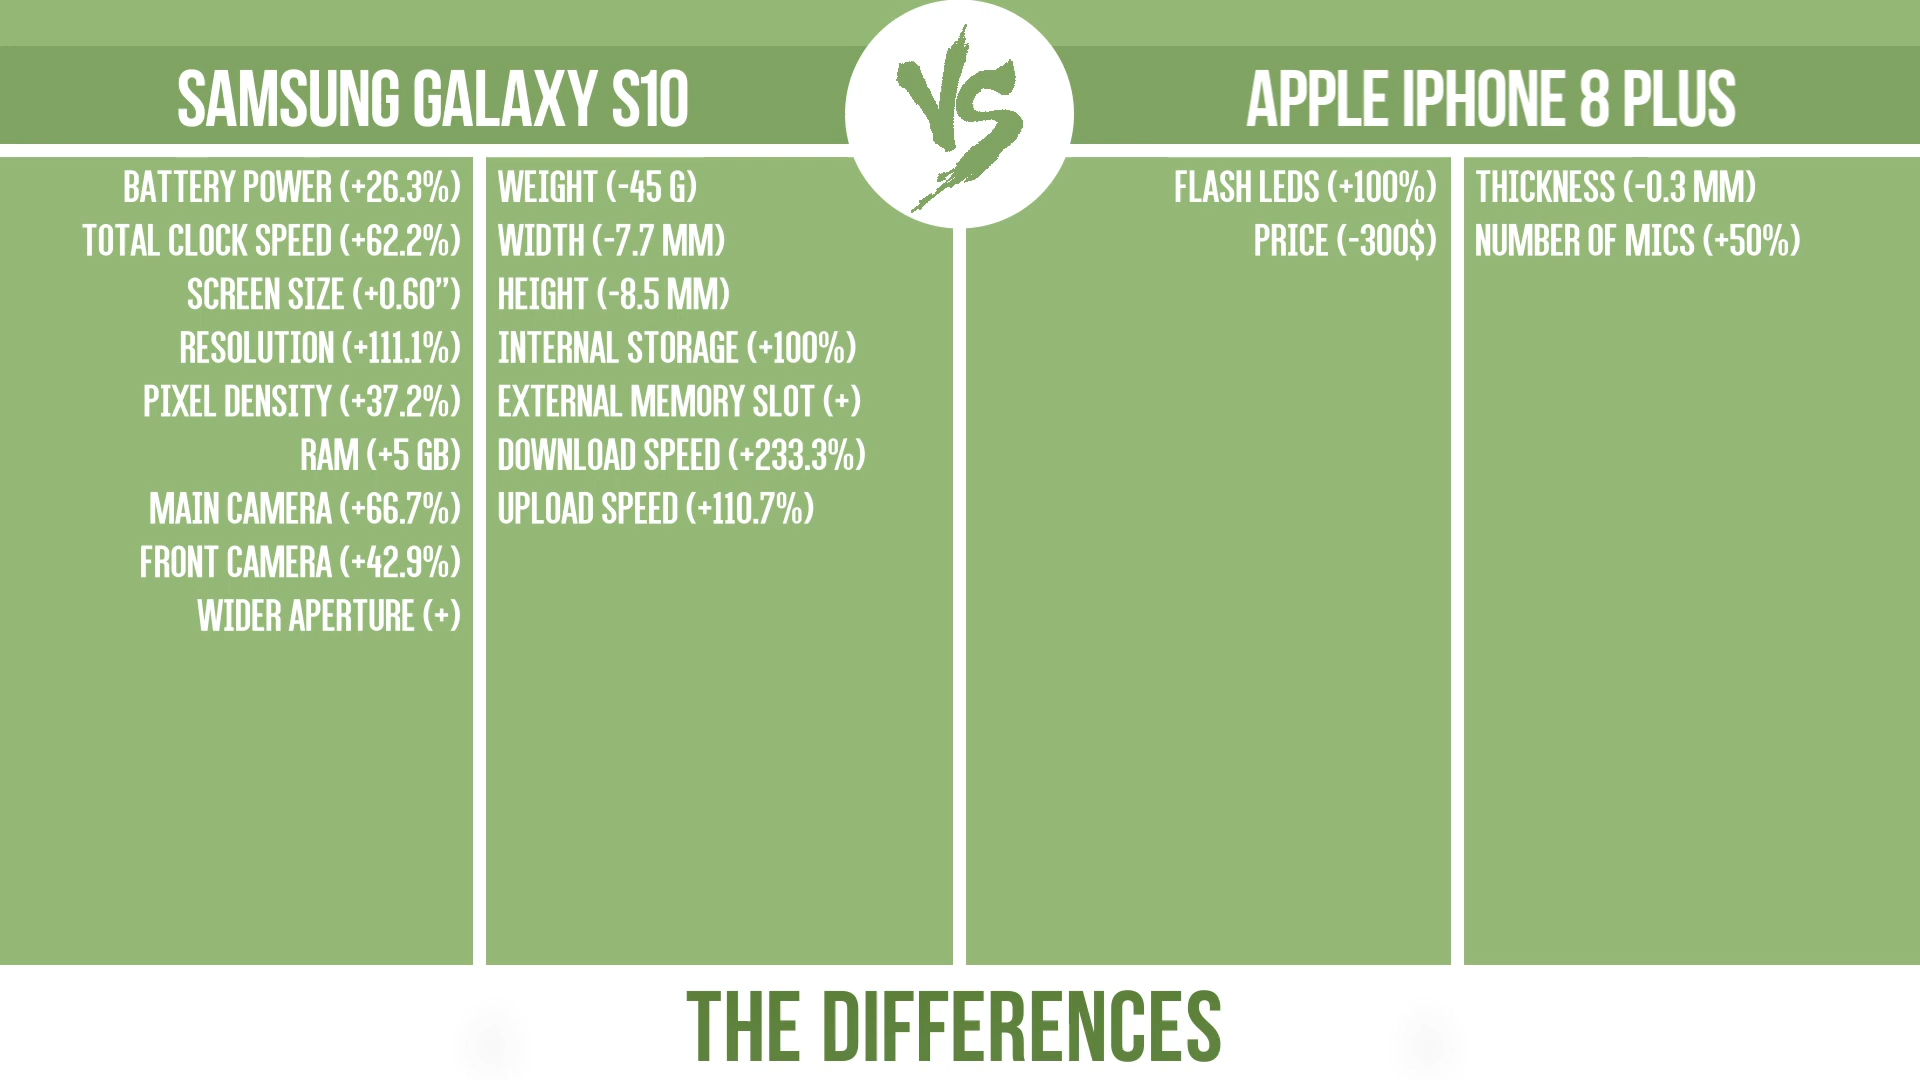 SAMSUNG GALAXY S10
VS
APPLE IPHONE 8 PLUS
BATTERY POWER (+26.3%)
TOTAL CLOCK SPEED (+62.2%)
SCREEN SIZE (+0.60”)
RESOLUTION (+111.1%)
PIXEL DENSITY (+37.2%)
RAM (+5 GB)
MAIN CAMERA (+66.7%)
FRONT CAMERA (+42.9%)
WIDER APERTURE (+)
WEIGHT (-45 G)
WIDTH (-7.7 MM)
HEIGHT (-8.5 MM)
INTERNAL STORAGE (+100%)
EXTERNAL MEMORY SLOT (+)
DOWNLOAD SPEED (+233.3%)
UPLOAD SPEED (+110.7%)
FLASH LEDS (+100%)
PRICE (-300$)
THICKNESS (-0.3 MM)
NUMBER OF MICS (+50%)
THE DIFFERENCES